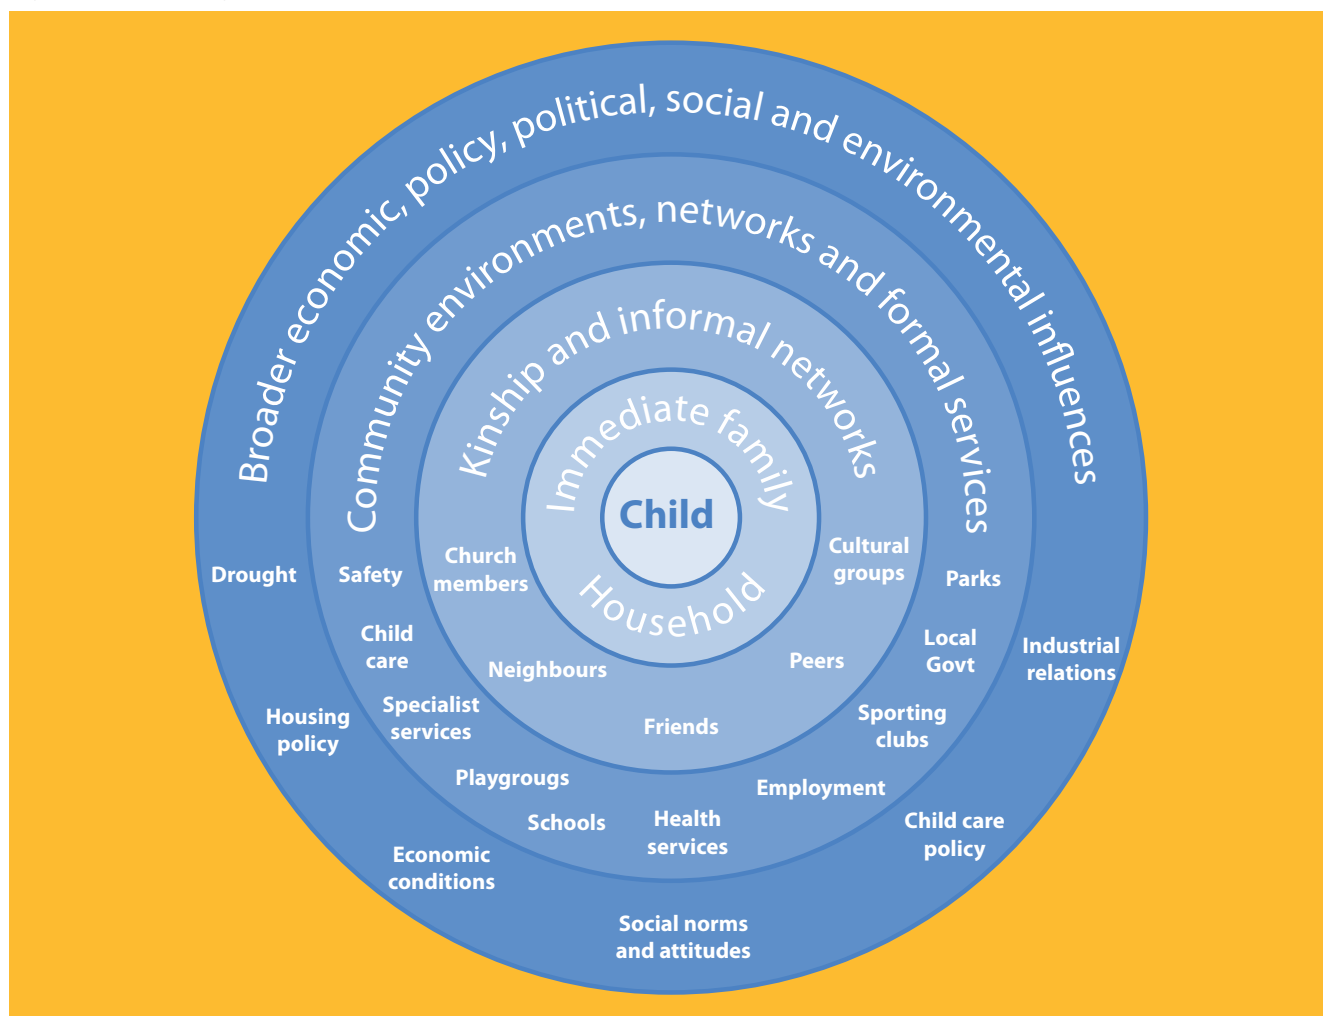 Broader economic, policy, political, social and environmental influences
Community environments, networks and formal services
Kinship and informal networks
Immediate family
Child
Household
Church
members
Cultural
groups
Neighbours
Peers
Friends
Safety
Parks
Child
care
Local
Govt
Specialist
services
Sporting
clubs
Playgrougs
Employment
Schools
Health
services
Drought
Industrial
relations
Housing
policy
Child care
policy
Economic
conditions
Social norms
and attitudes